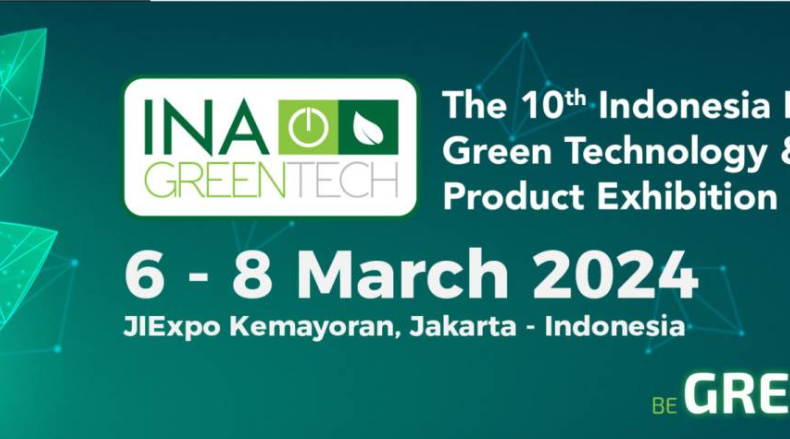 INA
GREENTECH
The 10th Indonesia
Green Technology &
Product Exhibition
6 - 8 March 2024
JIExpo Kemayoran, Jakarta - Indonesia
BE GRE